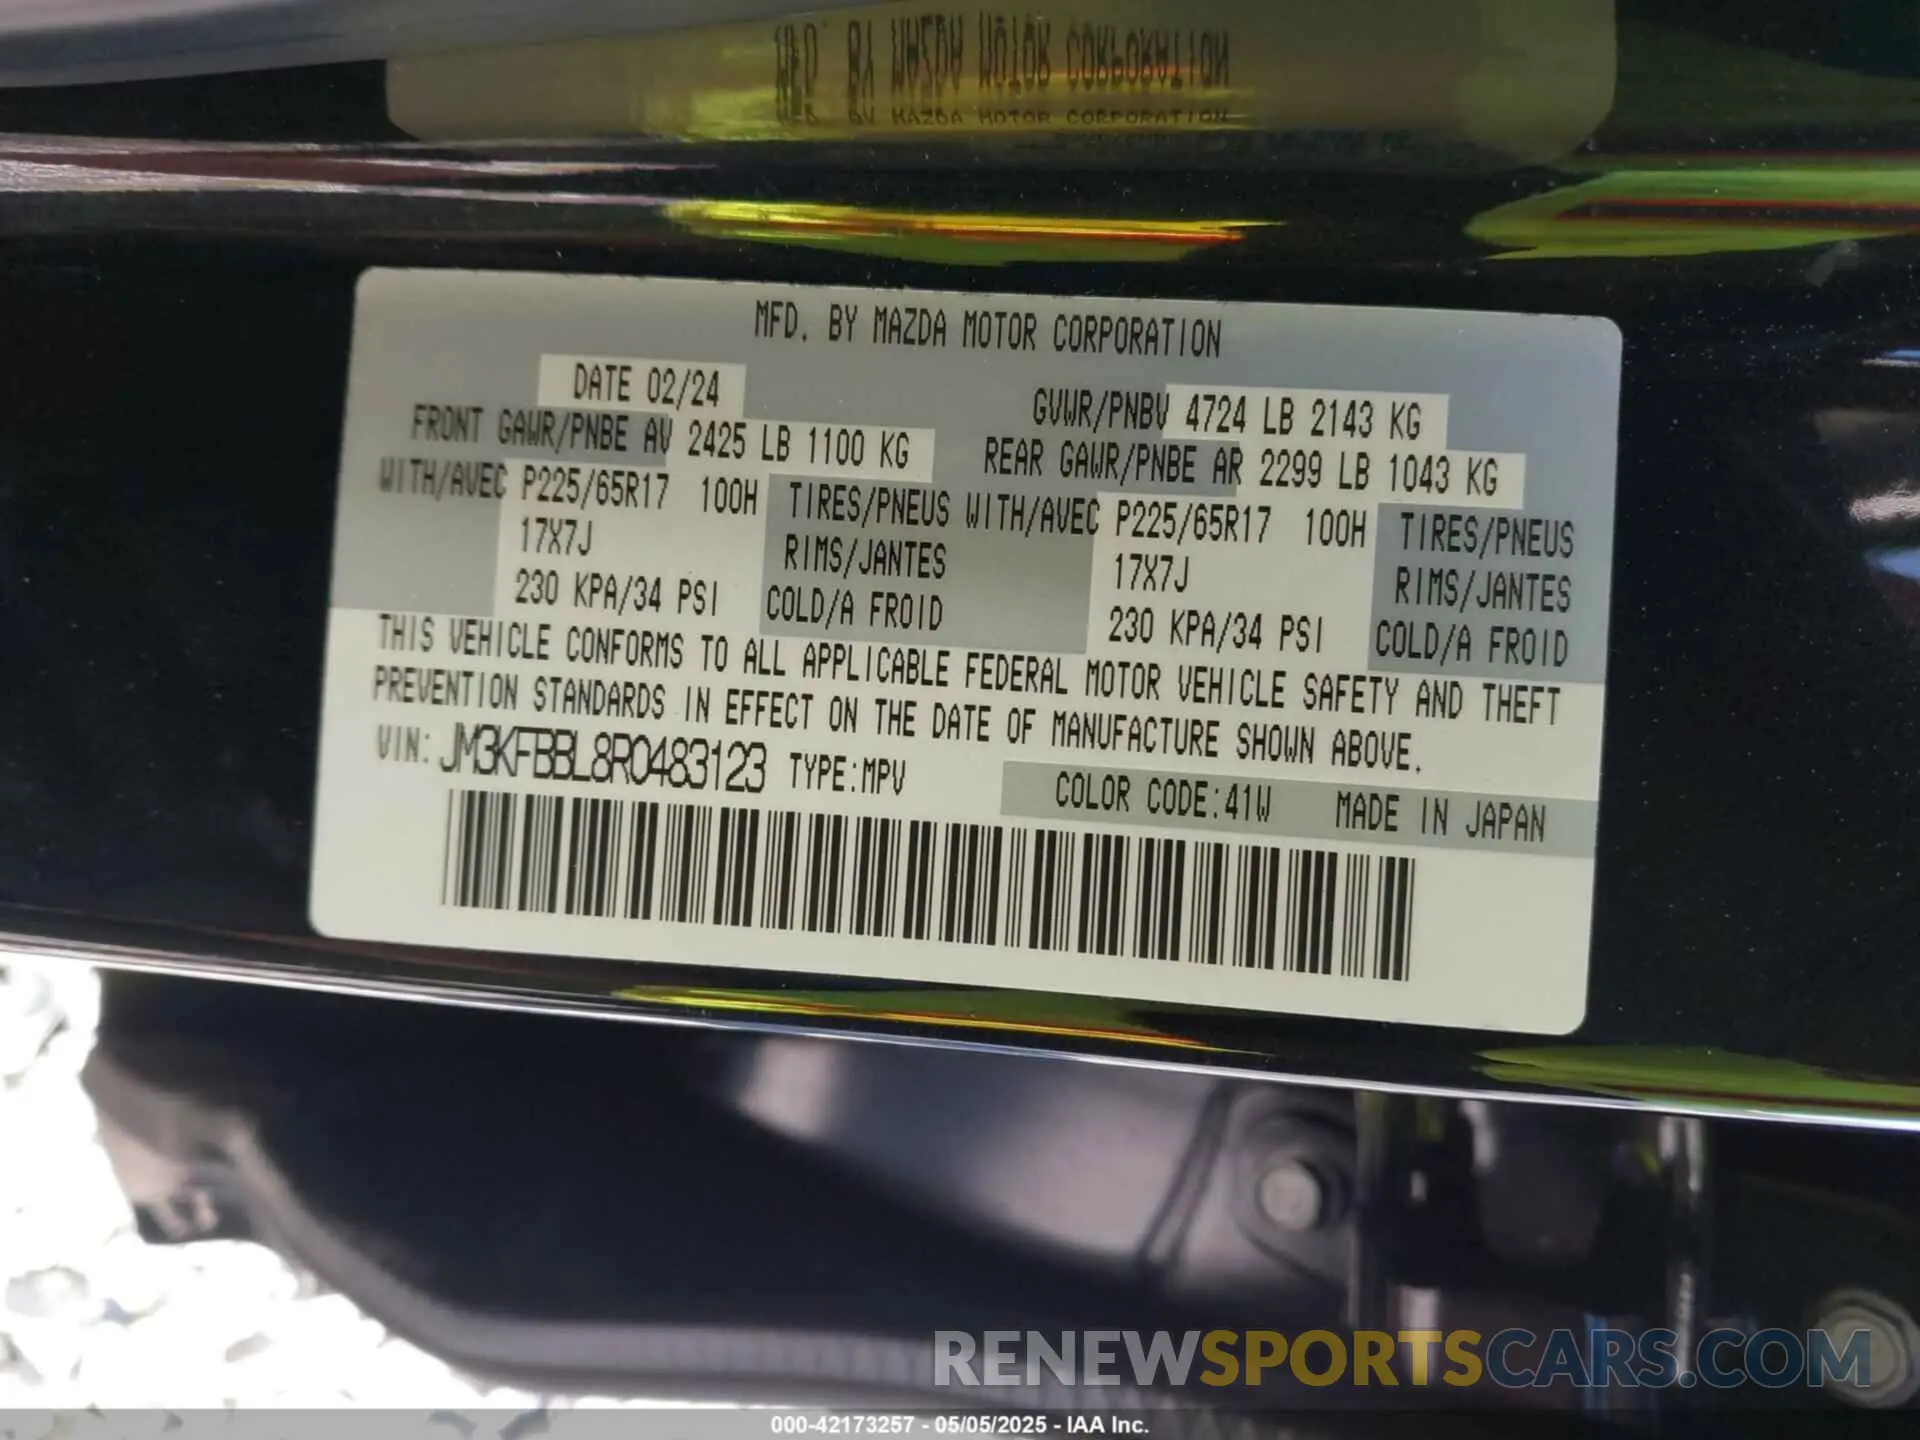 MFD. BY MAZDA MOTOR CORPORATION
MFD. BY MAZDA MOTOR CORPORATION
DATE 02/24
GVWR/PNBV 4724 LB 2143 KG
FRONT GAWR/PNBE AV 2425 LB 1100 KG
REAR GAWR/PNBE AR 2299 LB 1043 KG
WITH/AVEC P225/65R17 100H TIRES/PNEUS WITH/AVEC P225/65R17 100H TIRES/PNEUS
17X7J RIMS/JANTES 17X7J RIMS/JANTES
230 KPA/34 PSI COLD/A FROID 230 KPA/34 PSI COLD/A FROID
THIS VEHICLE CONFORMS TO ALL APPLICABLE FEDERAL MOTOR VEHICLE SAFETY AND THEFT
PREVENTION STANDARDS IN EFFECT ON THE DATE OF MANUFACTURE SHOWN ABOVE.
VIN: JM3KFBBL8R0483123 TYPE:MPV
COLOR CODE:41W MADE IN JAPAN
RENEWSPORTSCARS.COM
000-42173257 - 05/05/2025 - IAA Inc.